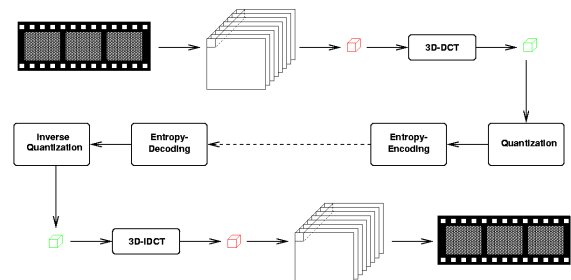 3D-DCT
Inverse
Quantization
Entropy-
Decoding
Entropy-
Encoding
Quantization
3D-IDCT